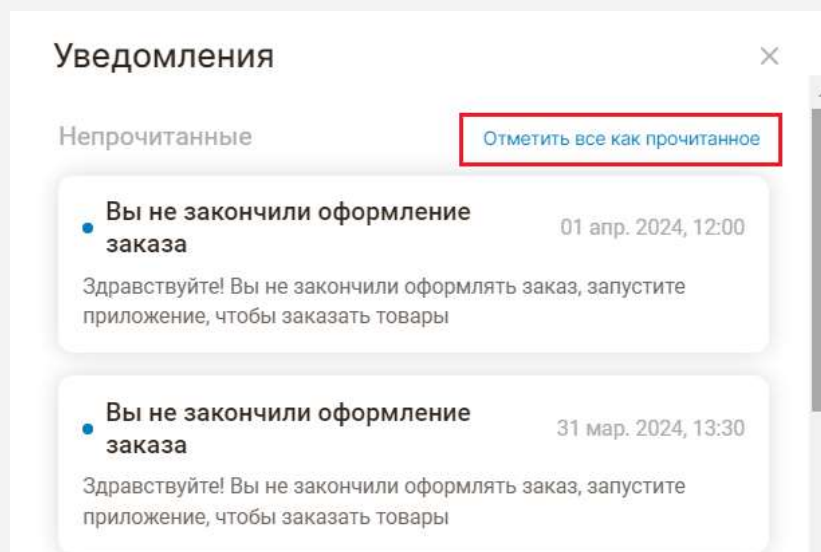 Уведомления
Непрочитанные
Отметить все как прочитанное
Вы не закончили оформление
заказа
01 апр. 2024, 12:00
Здравствуйте! Вы не закончили оформлять заказ, запустите
приложение, чтобы заказать товары
Вы не закончили оформление
заказа
31 мар. 2024, 13:30
Здравствуйте! Вы не закончили оформлять заказ, запустите
приложение, чтобы заказать товары